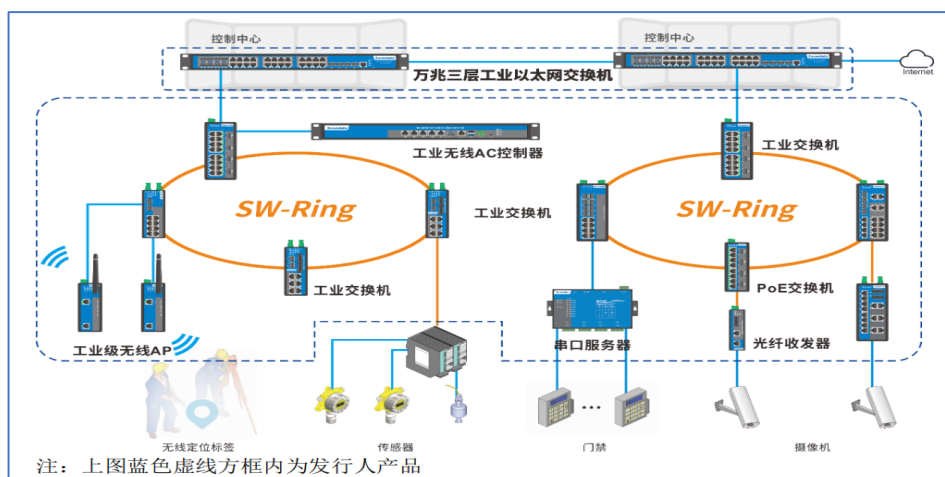 控制中心
控制中心
万兆三层工业以太网交换机
Internet
工业无线AC控制器
工业交换机
SW-Ring
SW-Ring
工业交换机
工业交换机
PoE交换机
工业级无线AP
串口服务器
光纤收发器
无线定位标签
传感器
门禁
摄像机
注：上图蓝色虚线方框内为发行人产品